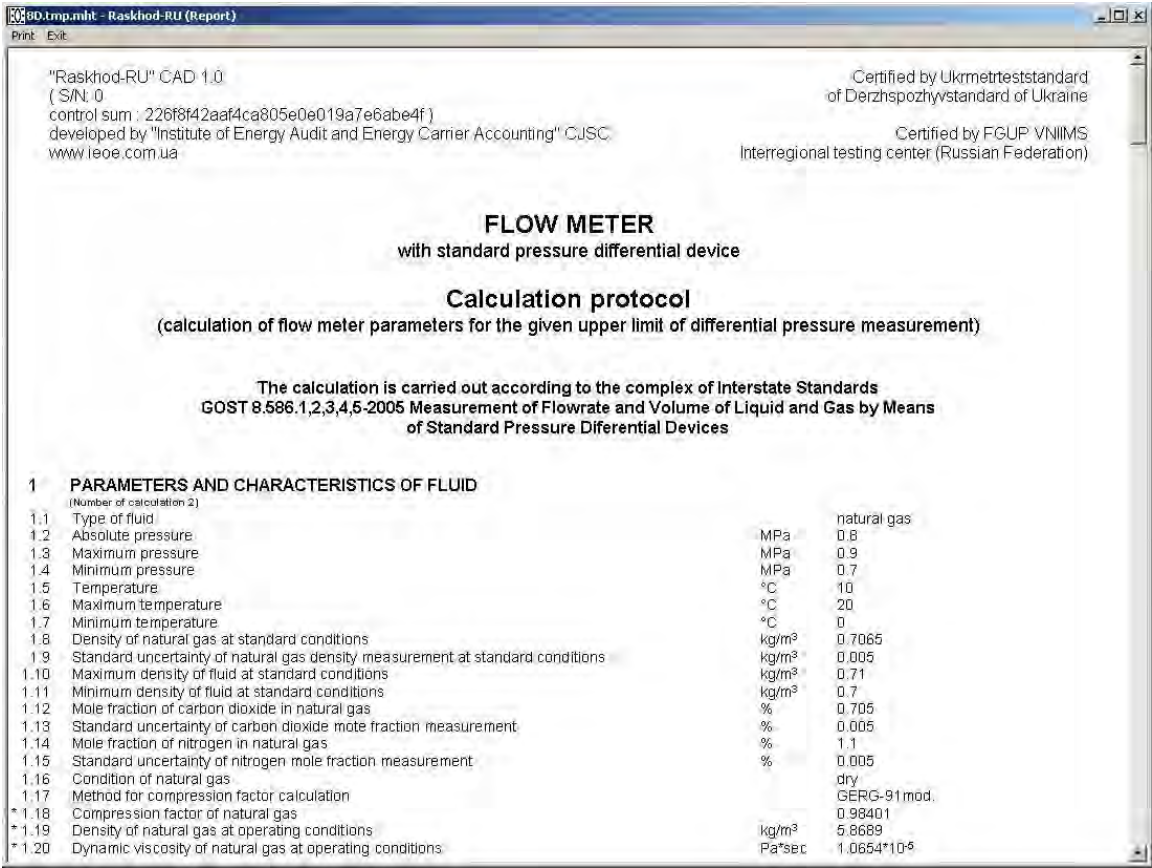 8D.tmp.mht - Raskhod-RU (Report)
Print Exit
"Raskhod-RU" CAD 1.0
( S/N: 0
control sum : 226f8f42aaf4ca805e0e019a7e6abe4f )
developed by "Institute of Energy Audit and Energy Carrier Accounting" CJSC
www.ieoe.com.ua
Certified by Ukrmetrteststandard
of Derzhspozhyvstandard of Ukraine
Certified by FGUP VNIIMS
Interregional testing center (Russian Federation)
FLOW METER
with standard pressure differential device
Calculation protocol
(calculation of flow meter parameters for the given upper limit of differential pressure measurement)
The calculation is carried out according to the complex of Interstate Standards
GOST 8.586.1,2,3,4,5-2005 Measurement of Flowrate and Volume of Liquid and Gas by Means
of Standard Pressure Diferential Devices
1 PARAMETERS AND CHARACTERISTICS OF FLUID
(Number of calculation 2)
1.1 Type of fluid natural gas
1.2 Absolute pressure MPa 0.8
1.3 Maximum pressure MPa 0.9
1.4 Minimum pressure MPa 0.7
1.5 Temperature °C 10
1.6 Maximum temperature °C 20
1.7 Minimum temperature °C 0
1.8 Density of natural gas at standard conditions kg/m³ 0.7065
1.9 Standard uncertainty of natural gas density measurement at standard conditions kg/m³ 0.005
1.10 Maximum density of fluid at standard conditions kg/m³ 0.71
1.11 Minimum density of fluid at standard conditions kg/m³ 0.7
1.12 Mole fraction of carbon dioxide in natural gas % 0.705
1.13 Standard uncertainty of carbon dioxide mote fraction measurement % 0.005
1.14 Mole fraction of nitrogen in natural gas % 1.1
1.15 Standard uncertainty of nitrogen mole fraction measurement % 0.005
1.16 Condition of natural gas dry
1.17 Method for compression factor calculation GERG-91 mod.
* 1.18 Compression factor of natural gas 0.98401
* 1.19 Density of natural gas at operating conditions kg/m³ 5.8689
* 1.20 Dynamic viscosity of natural gas at operating conditions Pa*sec 1.0654*10⁻⁵